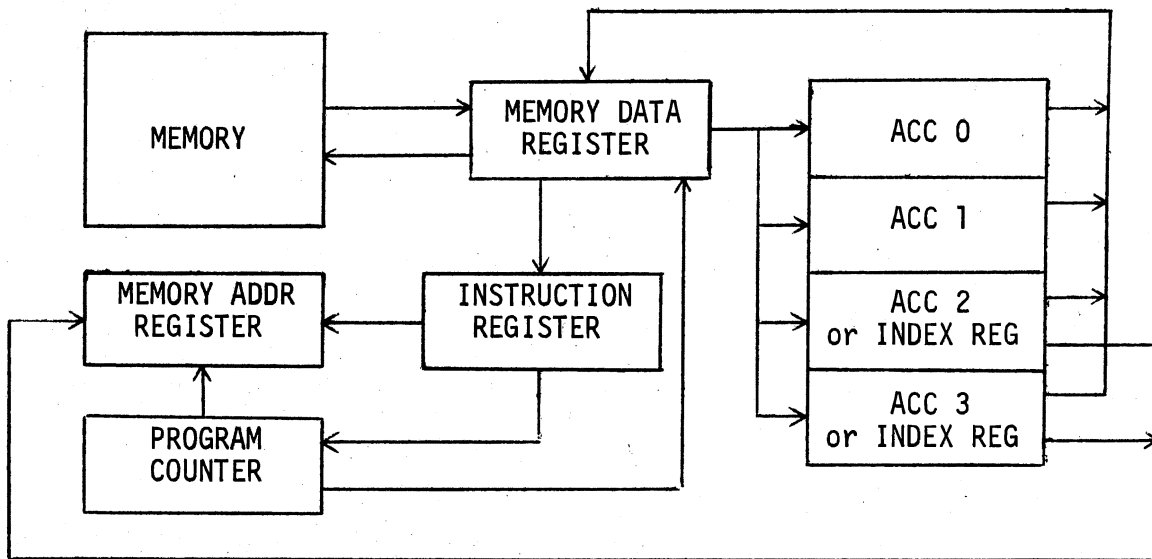 MEMORY
MEMORY DATA
REGISTER
ACC 0
ACC 1
MEMORY ADDR
REGISTER
INSTRUCTION
REGISTER
ACC 2
or INDEX REG
PROGRAM
COUNTER
ACC 3
or INDEX REG